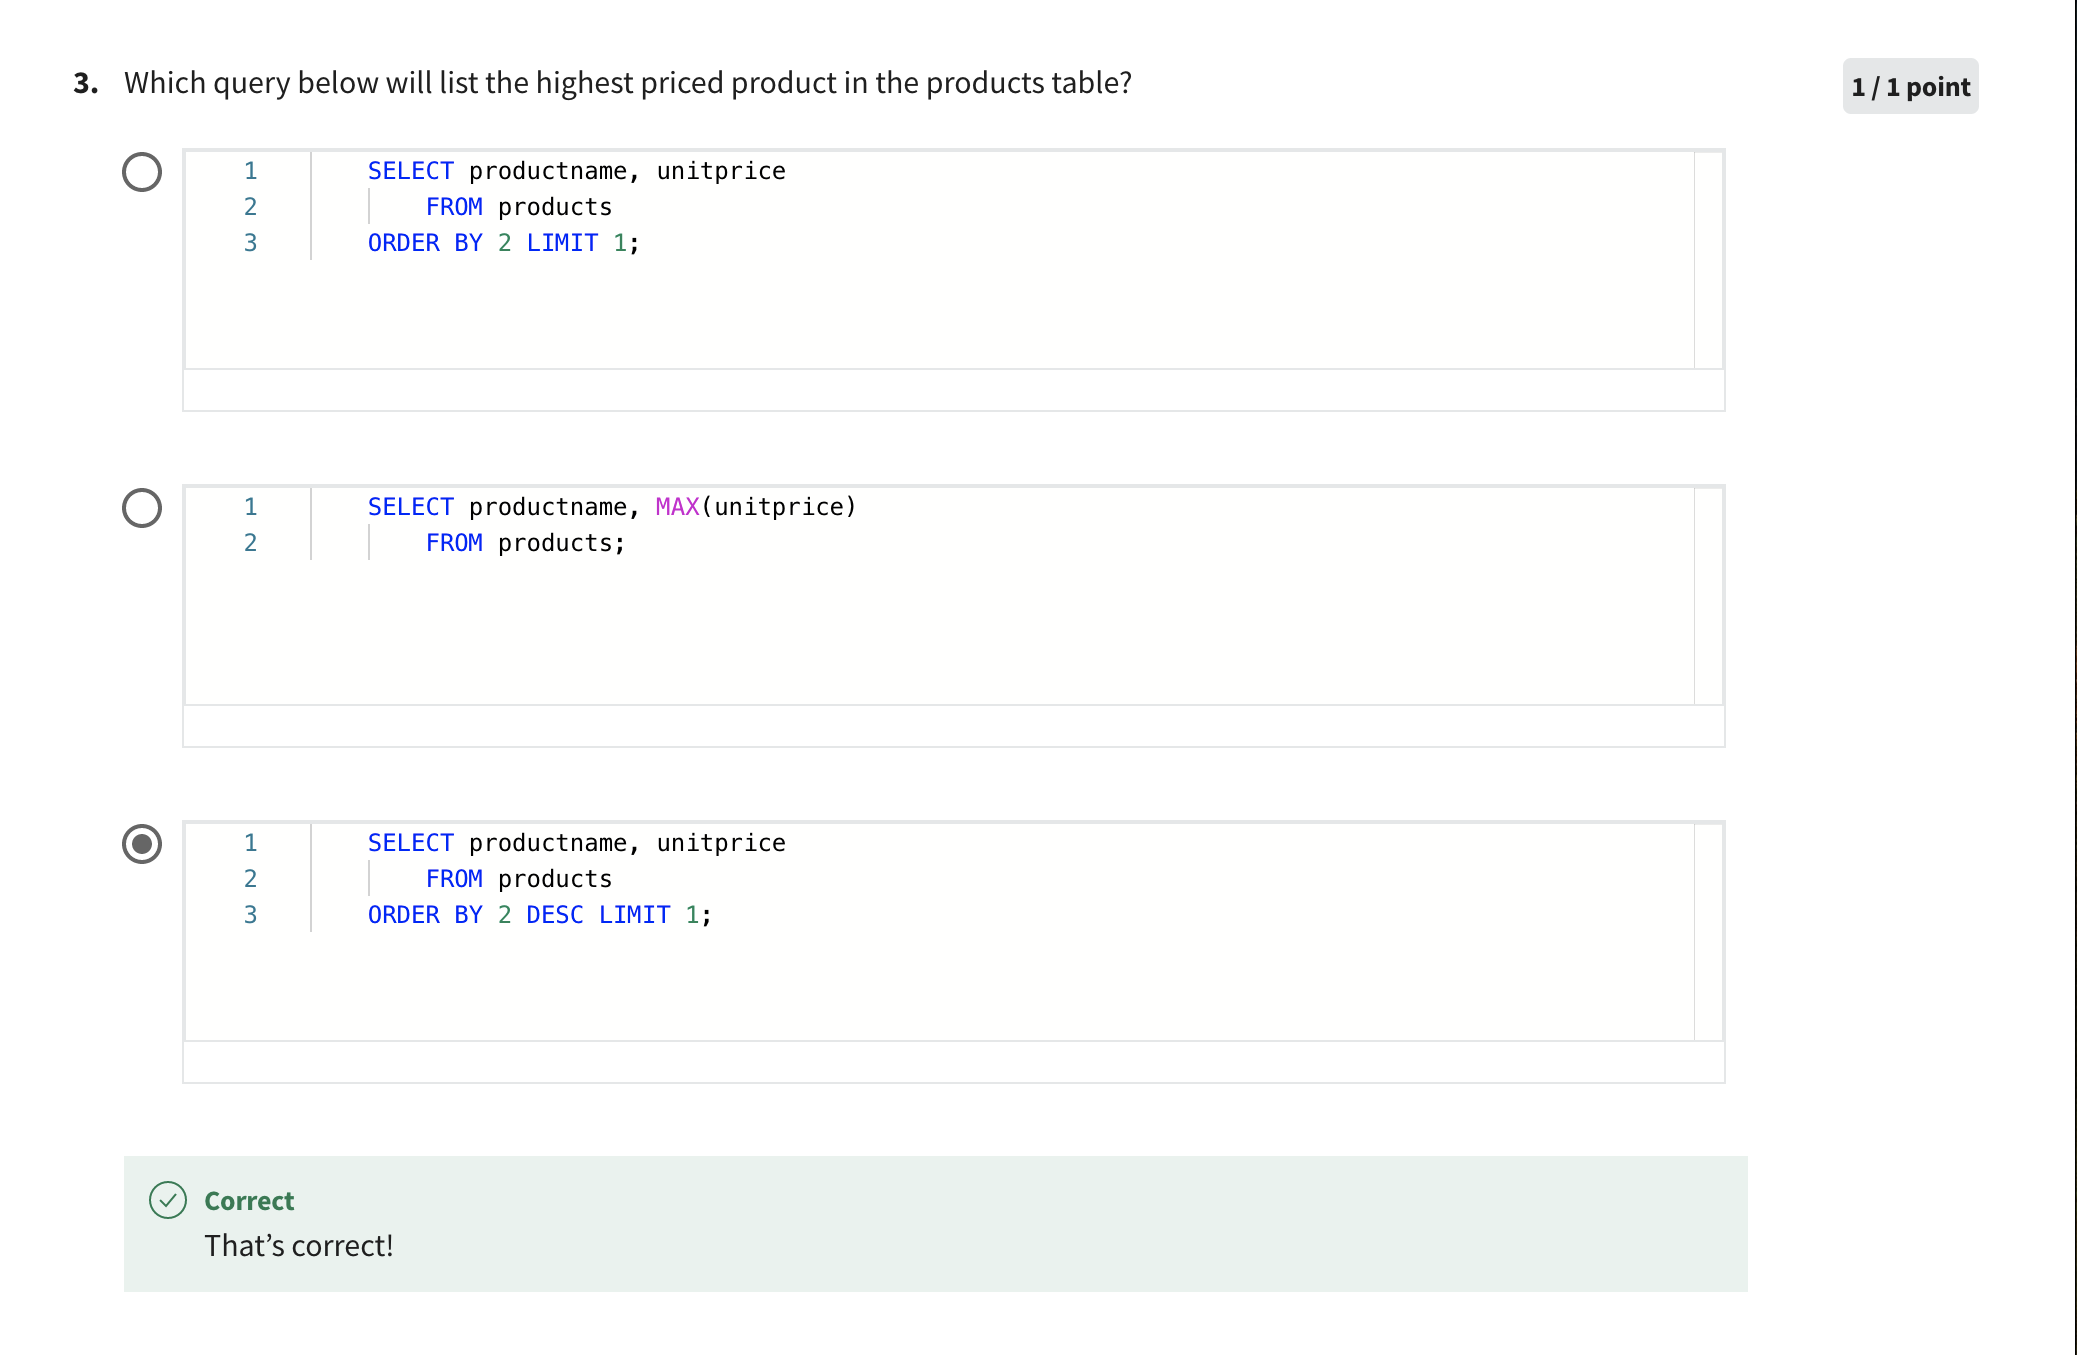 3. Which query below will list the highest priced product in the products table?
1 / 1 point
1 SELECT productname, unitprice
2 FROM products
3 ORDER BY 2 LIMIT 1;
1 SELECT productname, MAX(unitprice)
2 FROM products;
1 SELECT productname, unitprice
2 FROM products
3 ORDER BY 2 DESC LIMIT 1;
Correct
That’s correct!